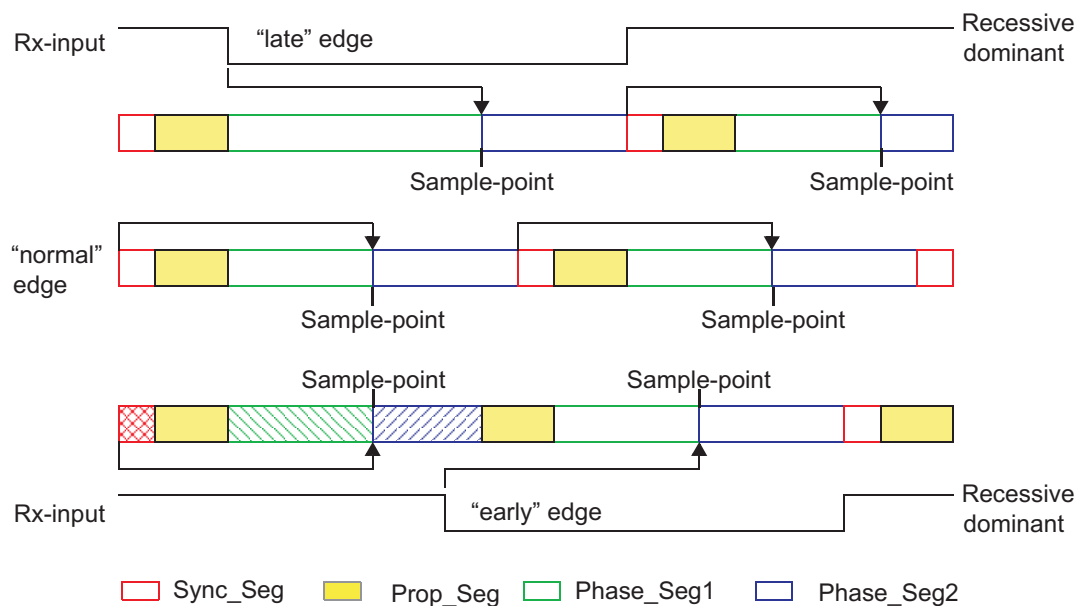 Rx-input
“late” edge
Recessive
dominant
Sample-point
Sample-point
“normal”
edge
Sample-point
Sample-point
Sample-point
Sample-point
Rx-input
“early” edge
Recessive
dominant
Sync_Seg
Prop_Seg
Phase_Seg1
Phase_Seg2